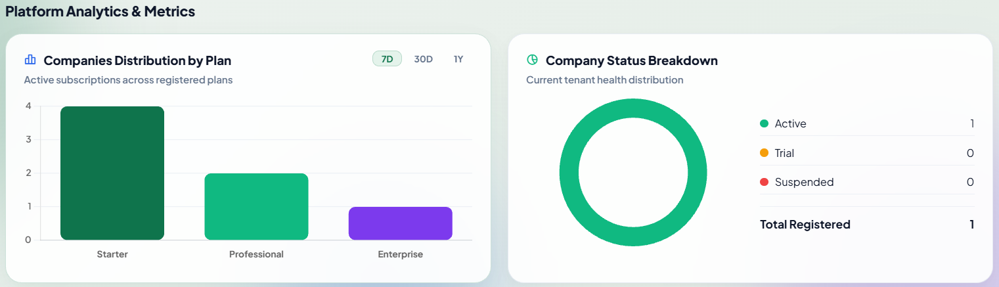 Platform Analytics & Metrics
Companies Distribution by Plan
7D 30D 1Y
Active subscriptions across registered plans
4
3
2
1
0
Starter Professional Enterprise
Company Status Breakdown
Current tenant health distribution
Active 1
Trial 0
Suspended 0
Total Registered 1